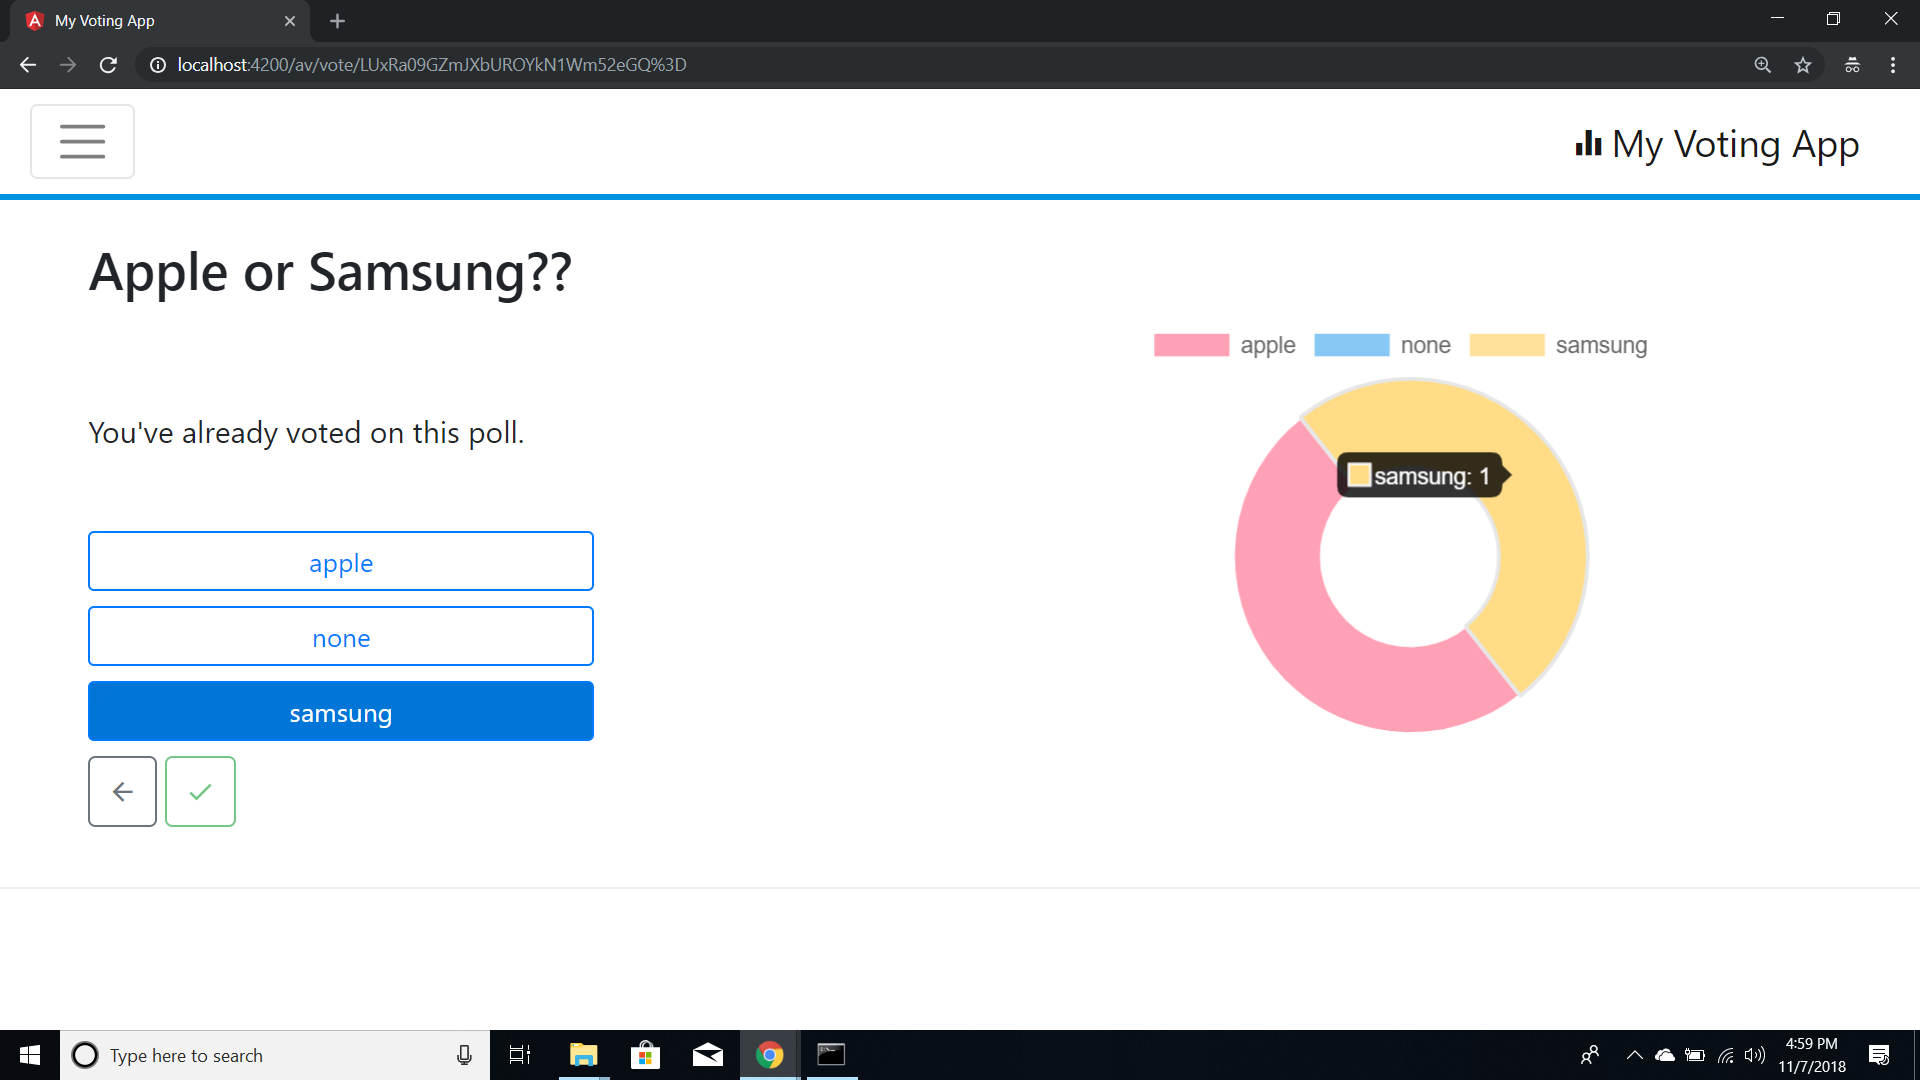 My Voting App
localhost:4200/av/vote/LUxRa09GZmJXbUROYkN1Wm52eGQ%3D
My Voting App
Apple or Samsung??
apple none samsung
You've already voted on this poll.
samsung: 1
apple
none
samsung
Type here to search
4:59 PM
11/7/2018